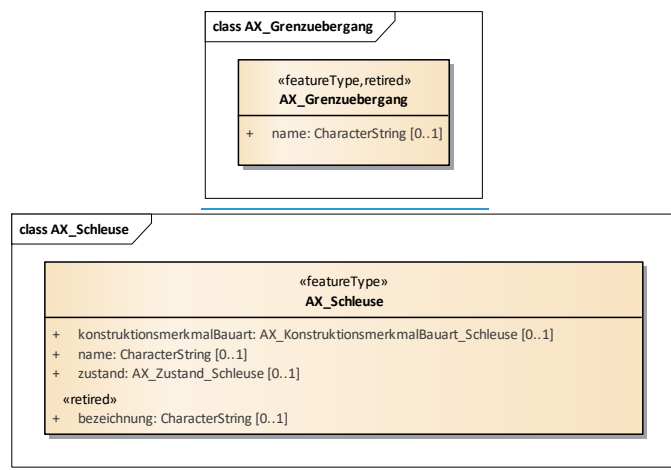 class AX_Grenzuebergang
«featureType,retired»
AX_Grenzuebergang
+ name: CharacterString [0..1]
class AX_Schleuse
«featureType»
AX_Schleuse
+ konstruktionsmerkmalBauart: AX_KonstruktionsmerkmalBauart_Schleuse [0..1]
+ name: CharacterString [0..1]
+ zustand: AX_Zustand_Schleuse [0..1]
«retired»
+ bezeichnung: CharacterString [0..1]